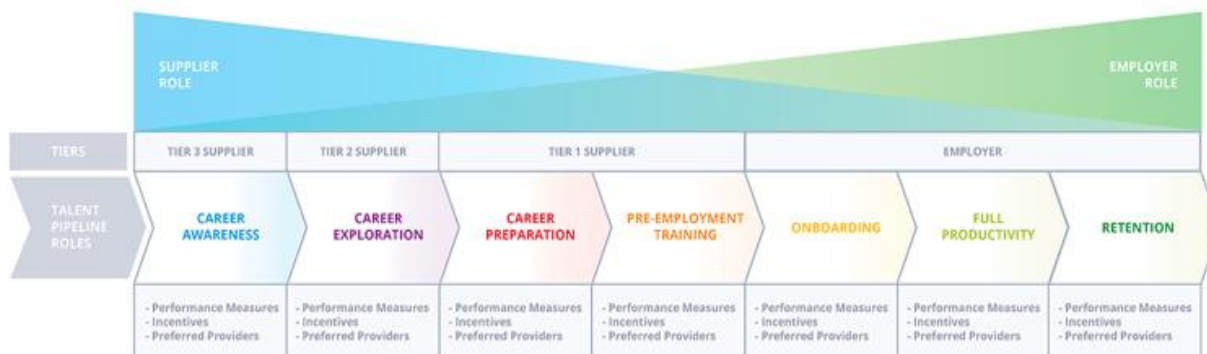 SUPPLIER
ROLE
EMPLOYER
ROLE
TIERS
TIER 3 SUPPLIER
TIER 2 SUPPLIER
TIER 1 SUPPLIER
EMPLOYER
TALENT
PIPELINE
ROLES
CAREER
AWARENESS
CAREER
EXPLORATION
CAREER
PREPARATION
PRE-EMPLOYMENT
TRAINING
ONBOARDING
FULL
PRODUCTIVITY
RETENTION
- Performance Measures
- Incentives
- Preferred Providers
- Performance Measures
- Incentives
- Preferred Providers
- Performance Measures
- Incentives
- Preferred Providers
- Performance Measures
- Incentives
- Preferred Providers
- Performance Measures
- Incentives
- Preferred Providers
- Performance Measures
- Incentives
- Preferred Providers
- Performance Measures
- Incentives
- Preferred Providers